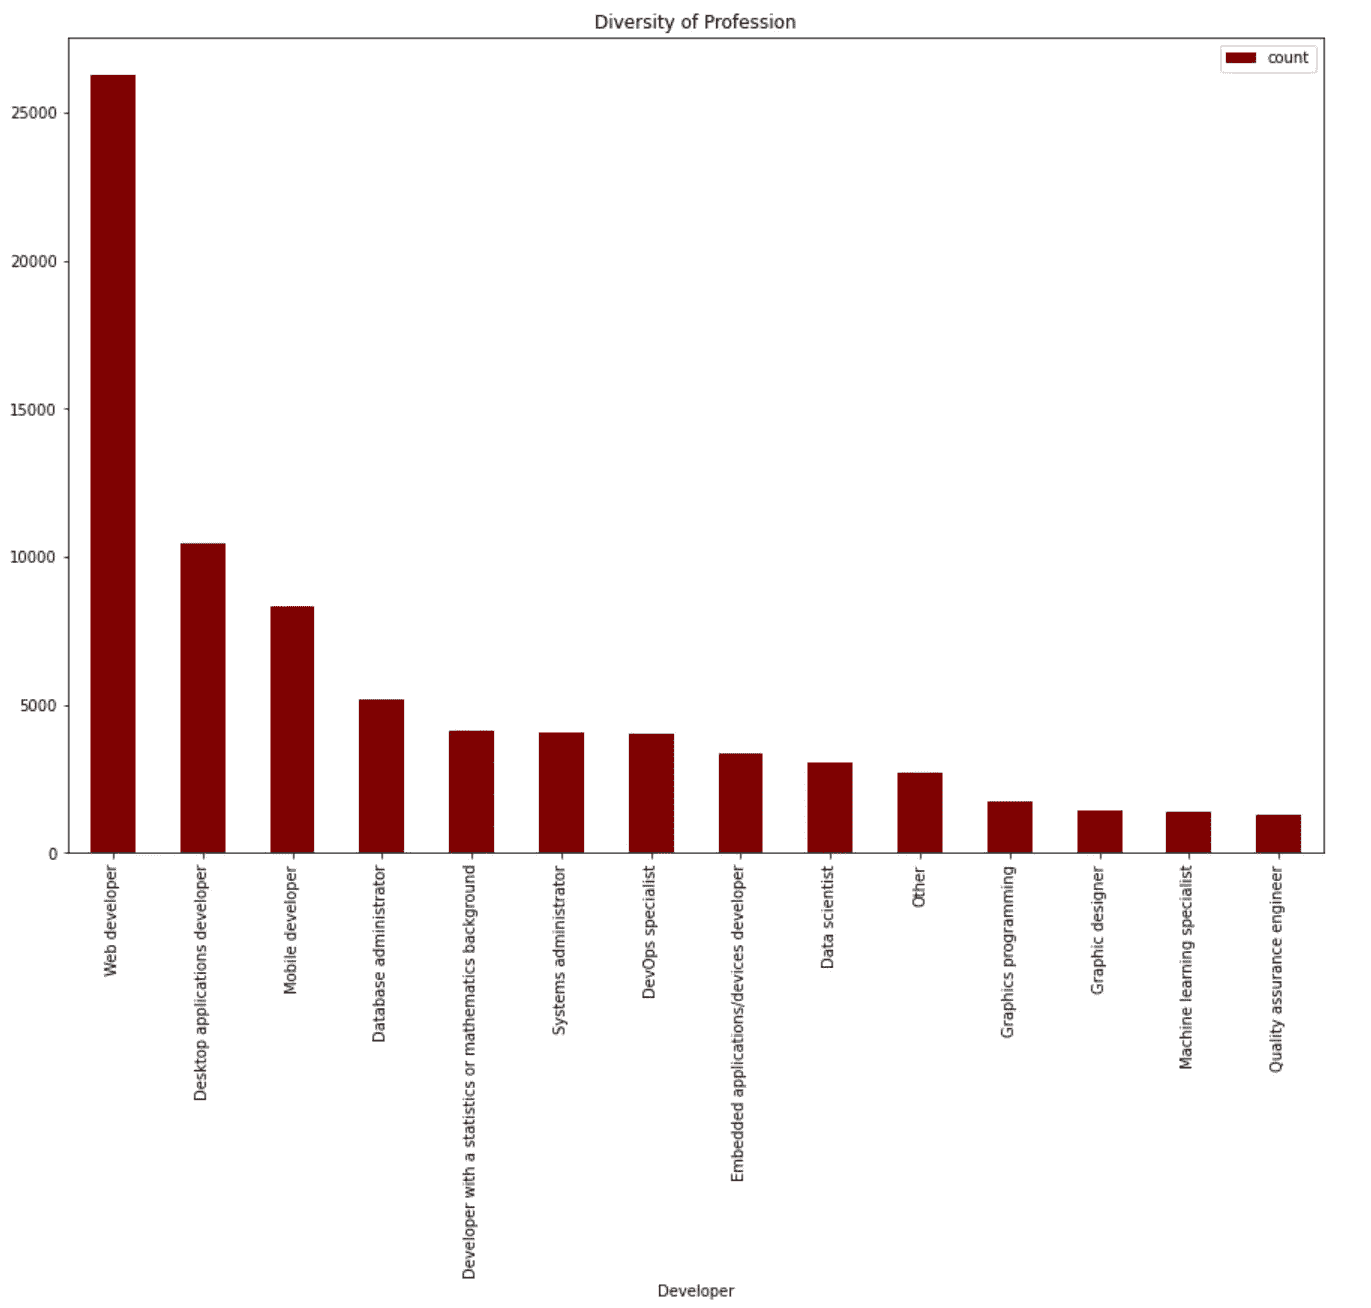 Diversity of Profession
count
25000
20000
15000
10000
5000
0
Web developer
Desktop applications developer
Mobile developer
Database administrator
Developer with a statistics or mathematics background
Systems administrator
DevOps specialist
Embedded applications/devices developer
Data scientist
Other
Graphics programming
Graphic designer
Machine learning specialist
Quality assurance engineer
Developer